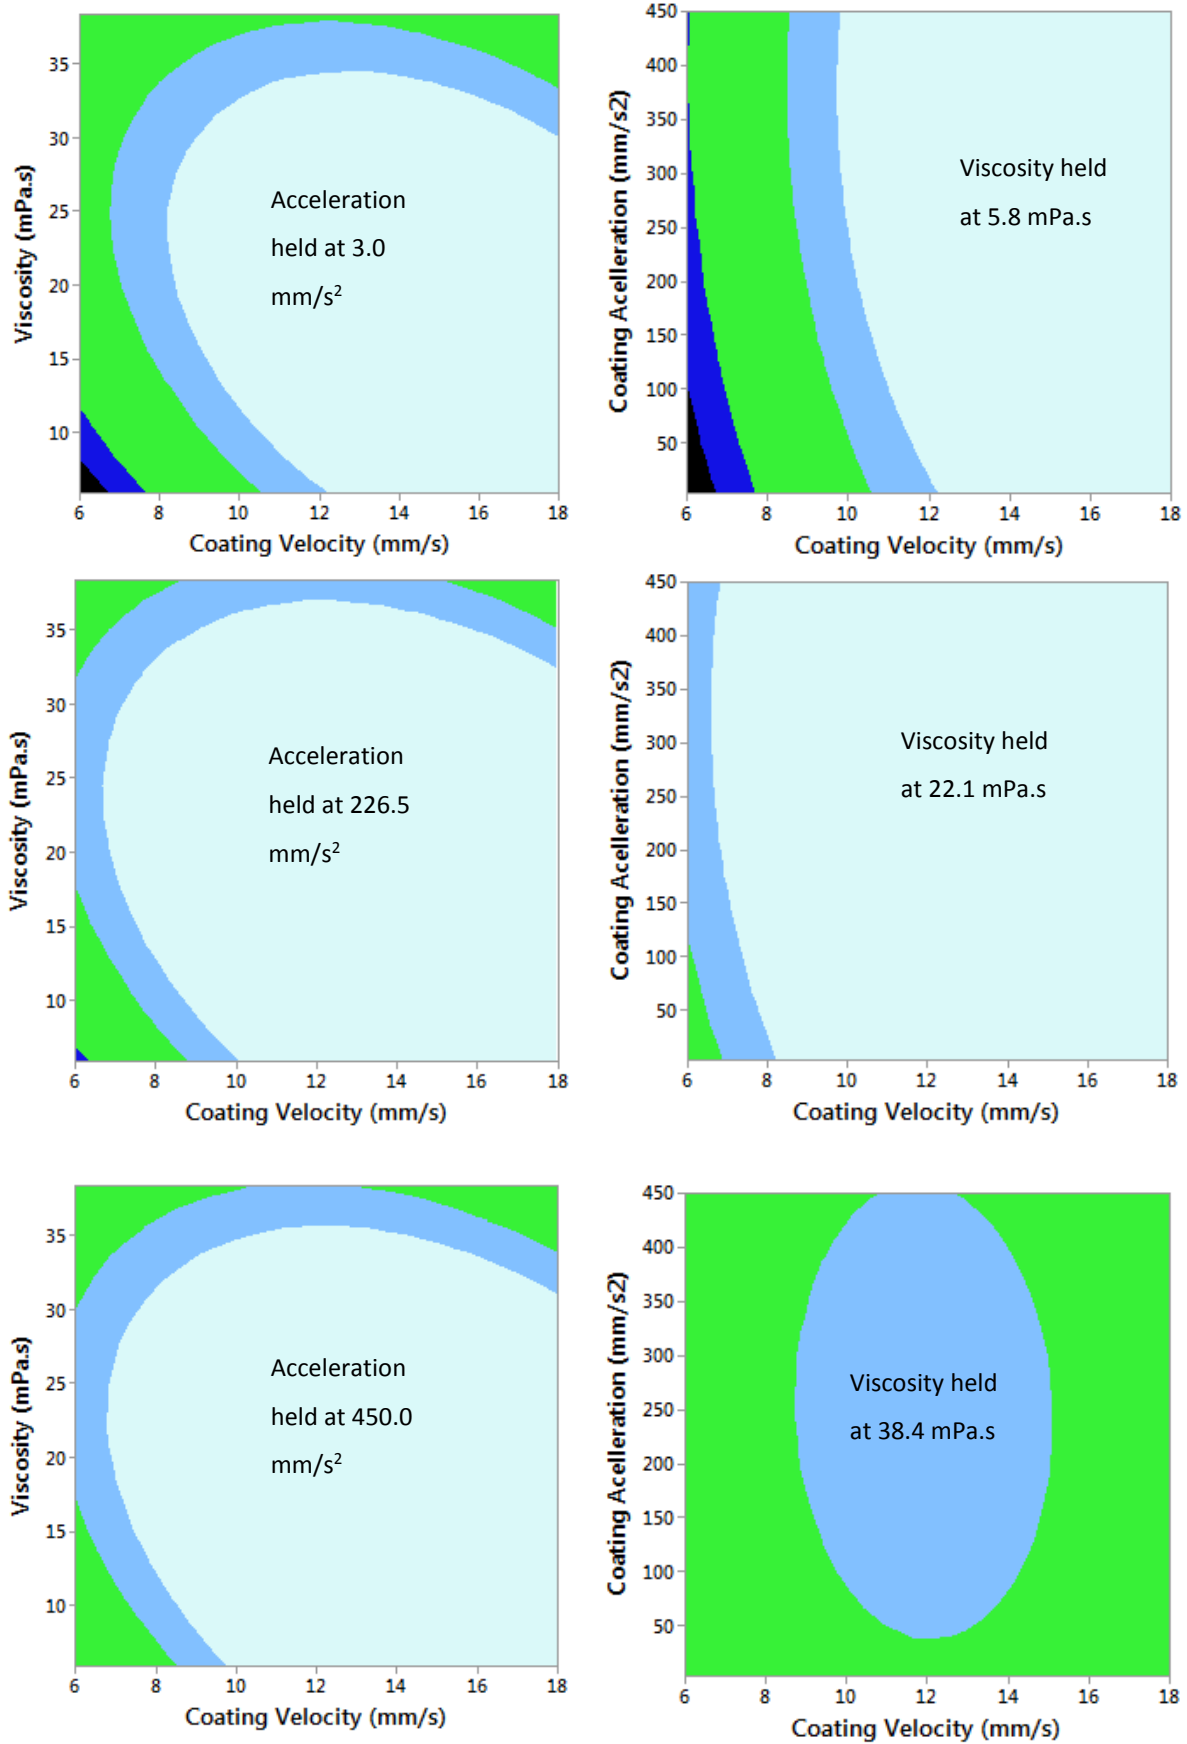 35
30
25
20
15
10
Viscosity (mPa.s)
Acceleration
held at 3.0
mm/s²
6 8 10 12 14 16 18
Coating Velocity (mm/s)
450
400
350
300
250
200
150
100
50
Coating Acelleration (mm/s2)
Viscosity held
at 5.8 mPa.s
6 8 10 12 14 16 18
Coating Velocity (mm/s)
35
30
25
20
15
10
Viscosity (mPa.s)
Acceleration
held at 226.5
mm/s²
6 8 10 12 14 16 18
Coating Velocity (mm/s)
450
400
350
300
250
200
150
100
50
Coating Acelleration (mm/s2)
Viscosity held
at 22.1 mPa.s
6 8 10 12 14 16 18
Coating Velocity (mm/s)
35
30
25
20
15
10
Viscosity (mPa.s)
Acceleration
held at 450.0
mm/s²
6 8 10 12 14 16 18
Coating Velocity (mm/s)
450
400
350
300
250
200
150
100
50
Coating Acelleration (mm/s2)
Viscosity held
at 38.4 mPa.s
6 8 10 12 14 16 18
Coating Velocity (mm/s)